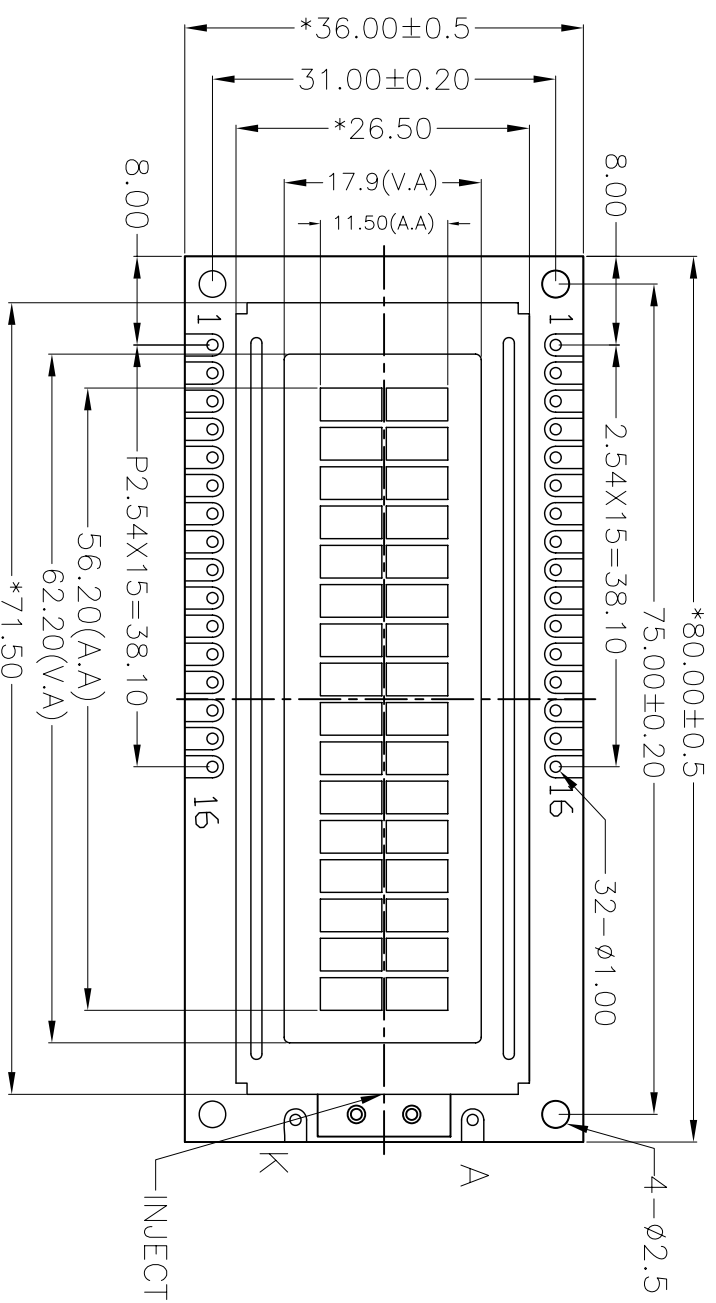 *36.00±0.5
31.00±0.20
*26.50
17.9(V.A)
11.50(A.A)
8.00
8.00
1
1
2.54X15=38.10
75.00±0.20
*80.00±0.5
P2.54X15=38.10
56.20(A.A)
62.20(V.A)
*71.50
16
16
32-ø1.00
4-ø2.5
K
A
INJECT